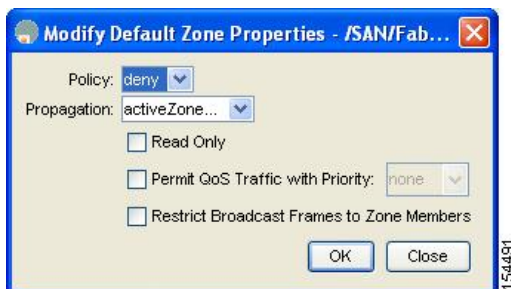 Modify Default Zone Properties - /SAN/Fab...
Policy: deny
Propagation: activeZone...
Read Only
Permit QoS Traffic with Priority: none
Restrict Broadcast Frames to Zone Members
OK Close
154491